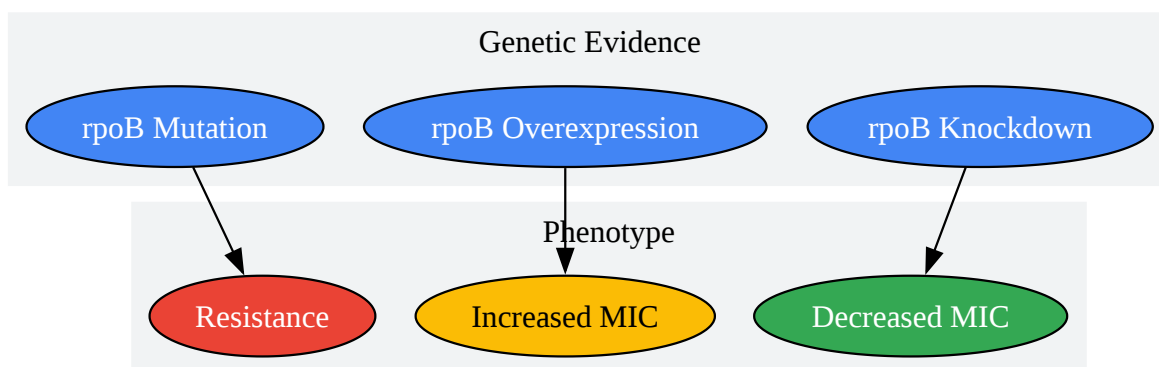 Genetic Evidence
rpoB Mutation
rpoB Overexpression
rpoB Knockdown
Phenotype
Resistance
Increased MIC
Decreased MIC